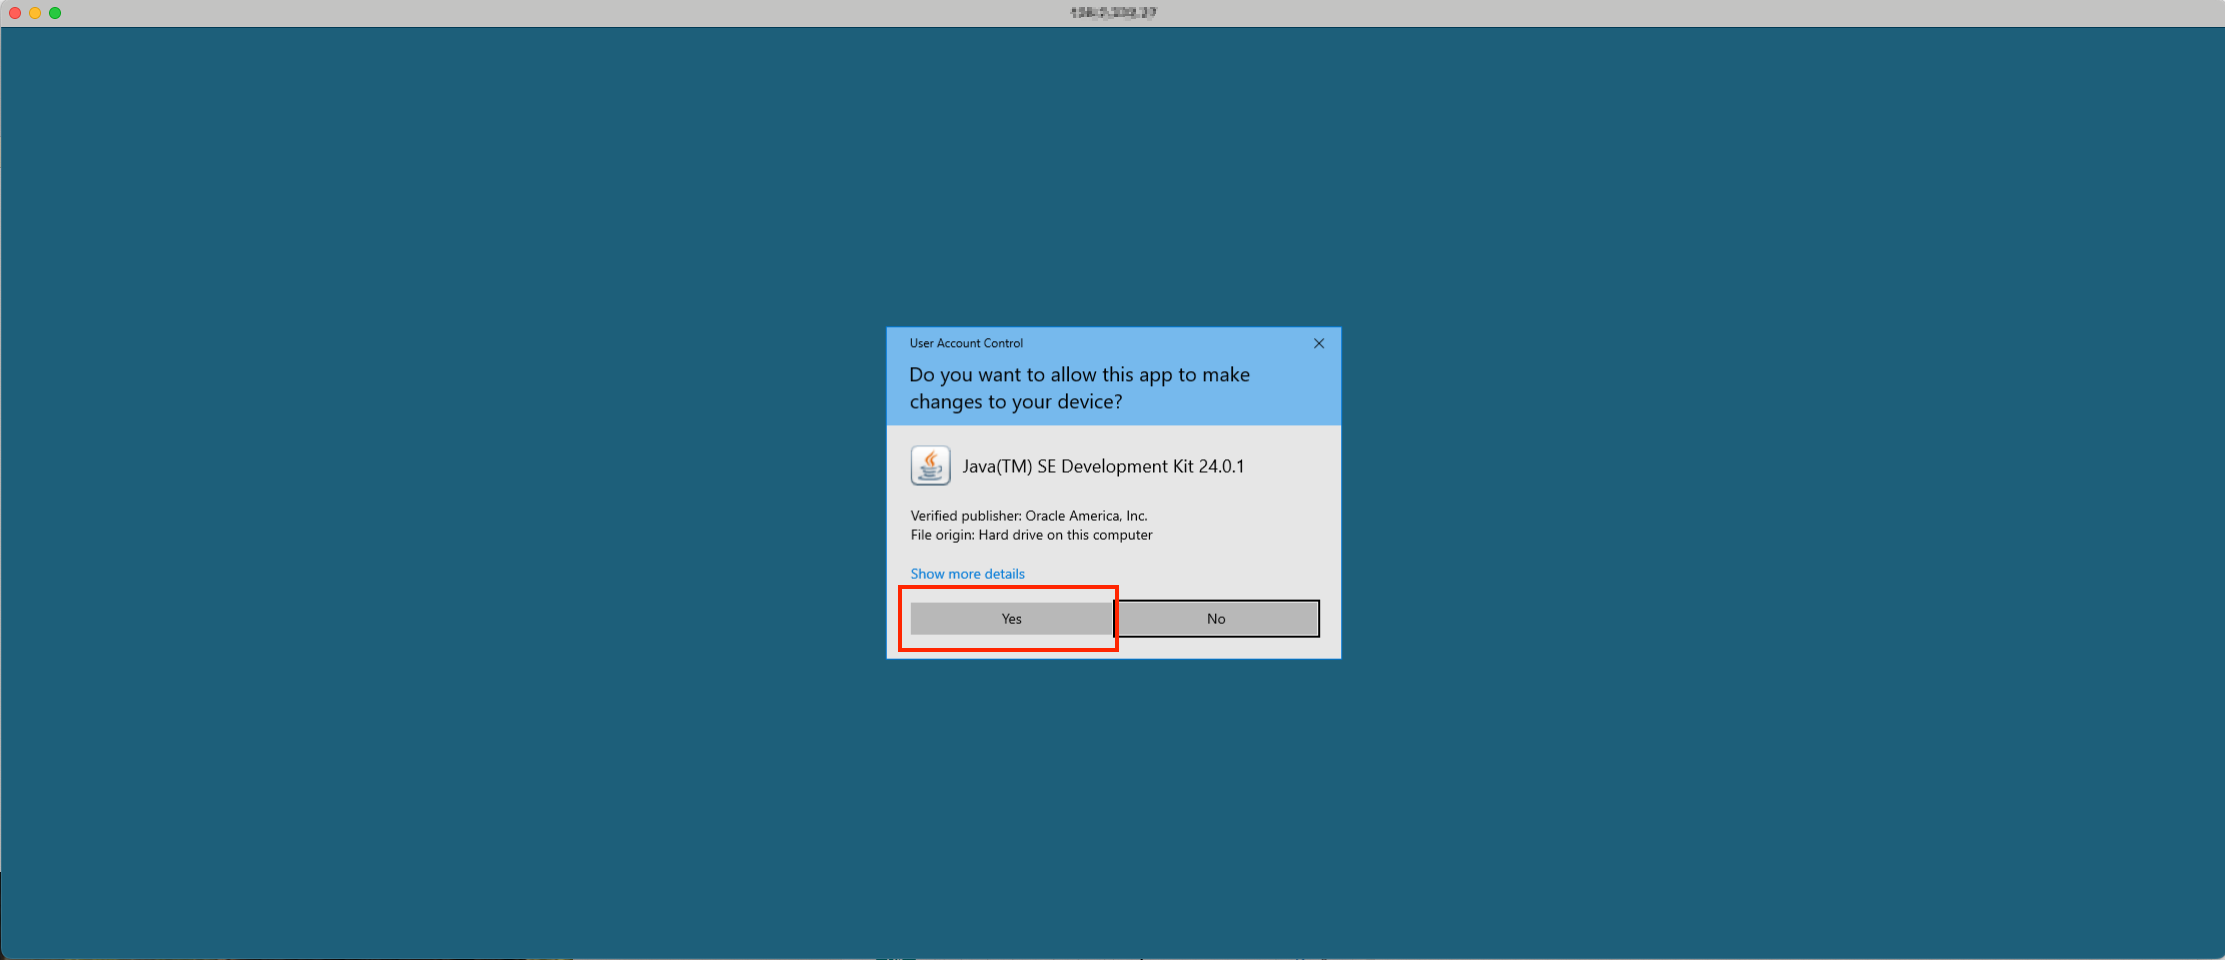 User Account Control
Do you want to allow this app to make
changes to your device?
Java(TM) SE Development Kit 24.0.1
Verified publisher: Oracle America, Inc.
File origin: Hard drive on this computer
Show more details
Yes
No